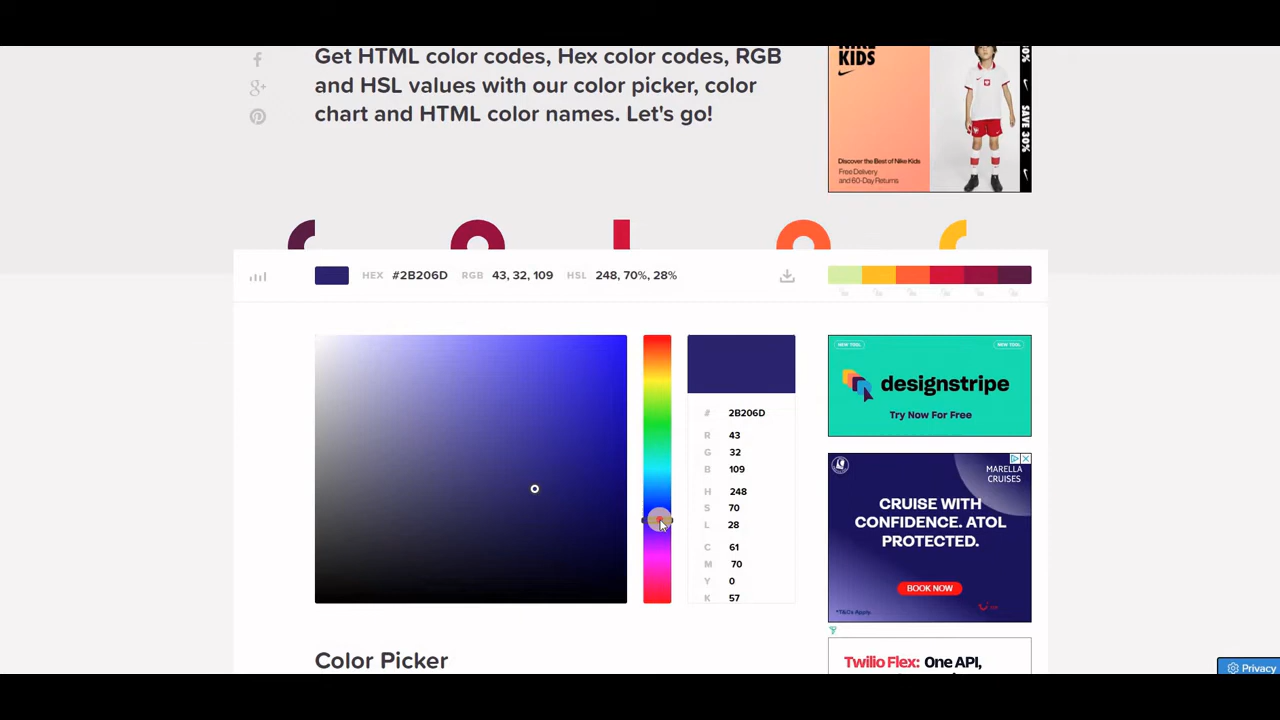 Get HTML color codes, Hex color codes, RGB
and HSL values with our color picker, color
chart and HTML color names. Let's go!
KIDS
SAVE 30%
Discover the Best of Nike Kids
Free Delivery
and 60-Day Returns
HEX #2B206D RGB 43, 32, 109 HSL 248, 70%, 28%
# 2B206D
R 43
G 32
B 109
H 248
S 70
L 28
C 61
M 70
Y 0
K 57
NEW TOOL NEW TOOL
designstripe
Try Now For Free
MARELLA
CRUISES
CRUISE WITH
CONFIDENCE. ATOL
PROTECTED.
BOOK NOW
*T&Cs Apply.
Color Picker
Twilio Flex: One API,
Privacy